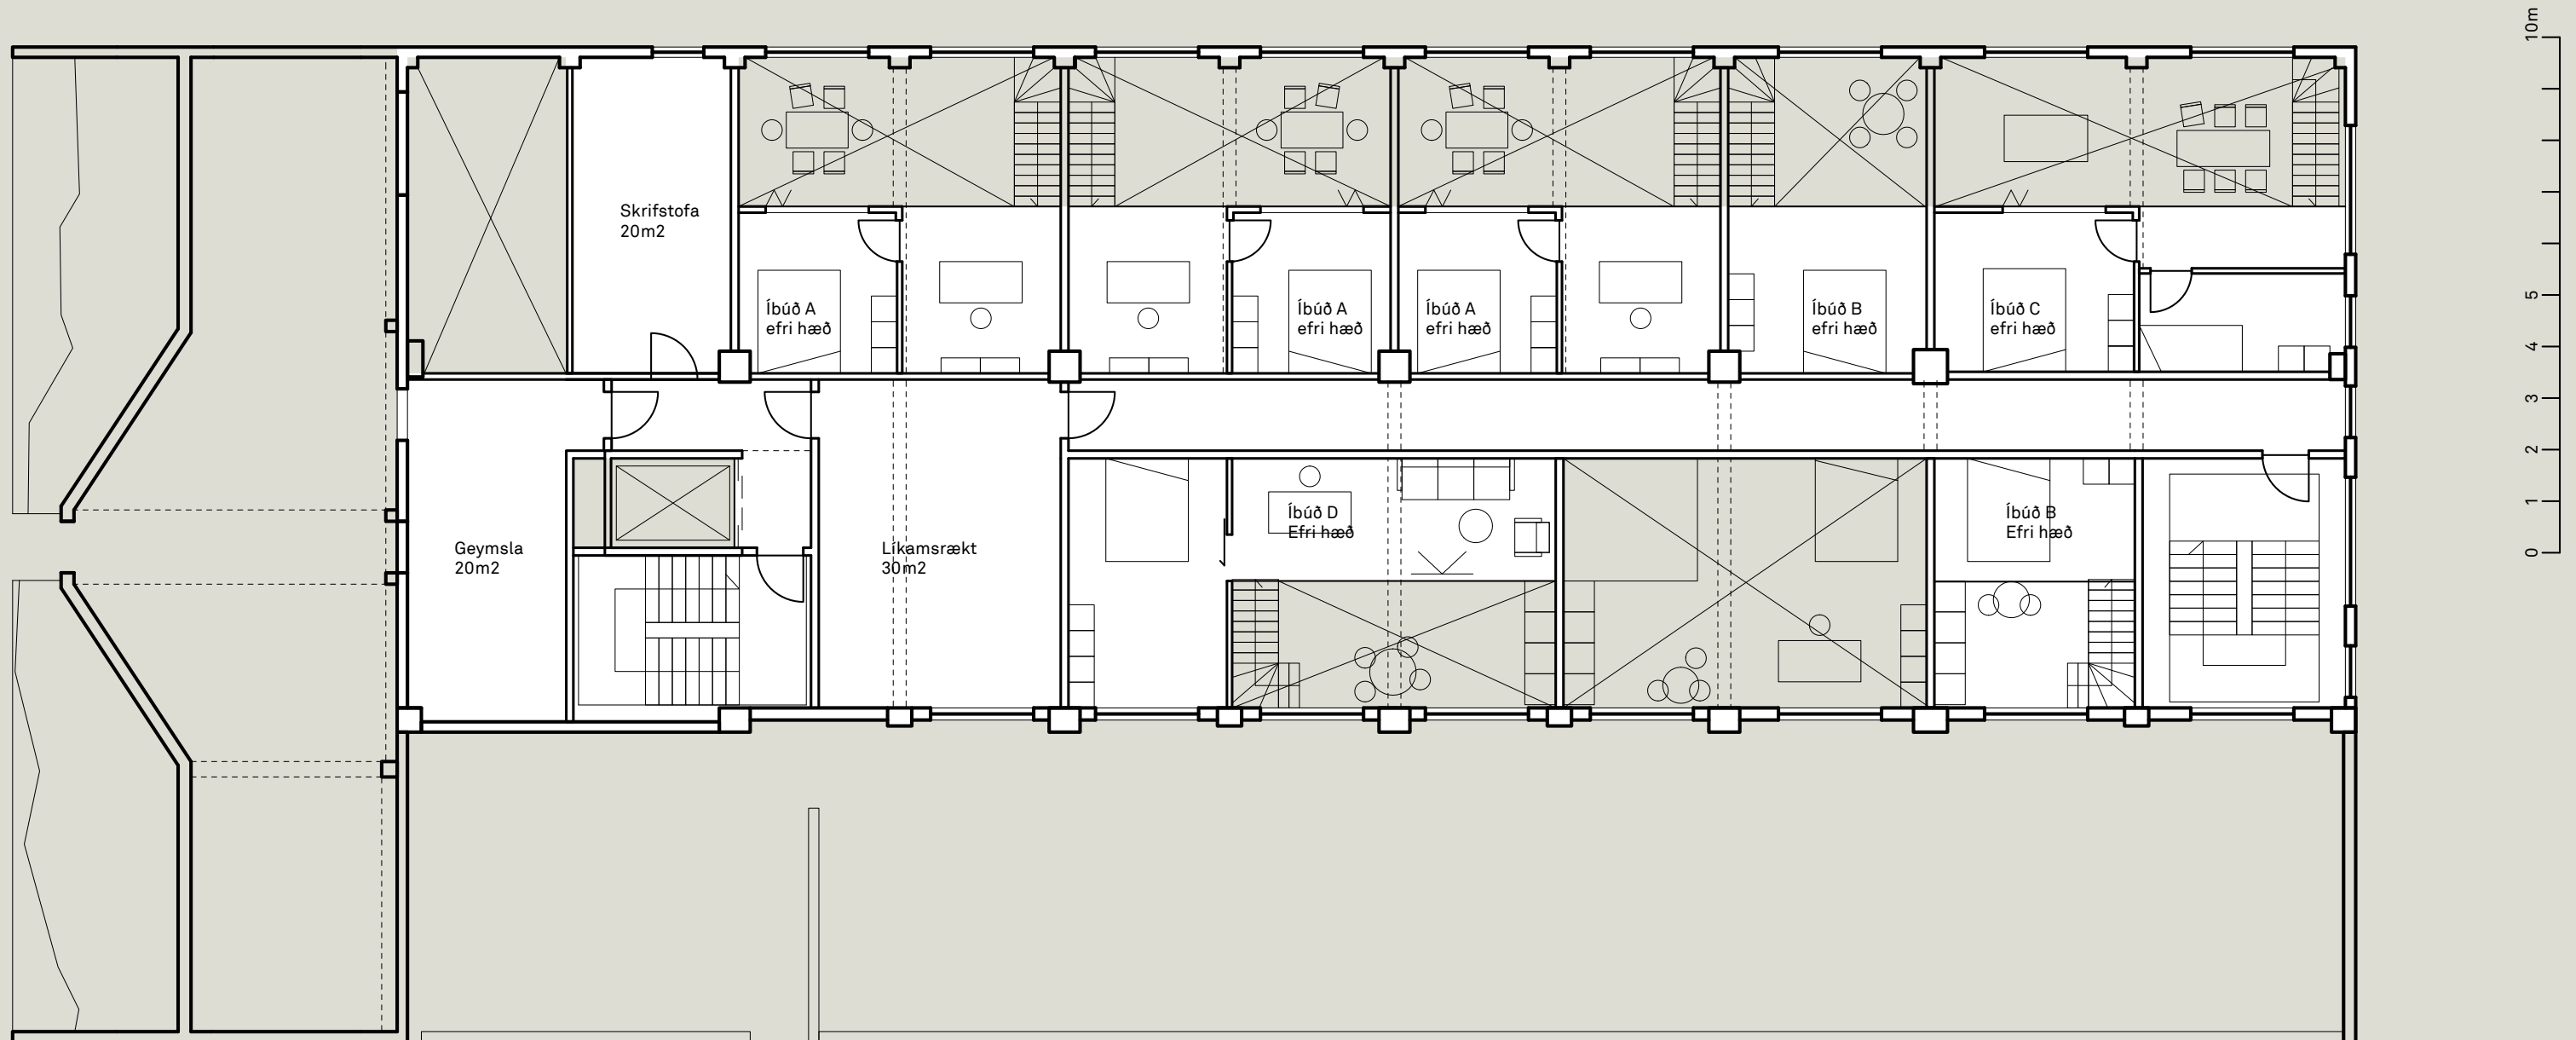 Skrifstofa
20m2
Íbúð A
efri hæð
Íbúð A
efri hæð
Íbúð A
efri hæð
Íbúð B
efri hæð
Íbúð C
efri hæð
Geymsla
20m2
Líkamsrækt
30m2
Íbúð D
Efri hæð
Íbúð B
Efri hæð
10m
5
4
3
2
1
0